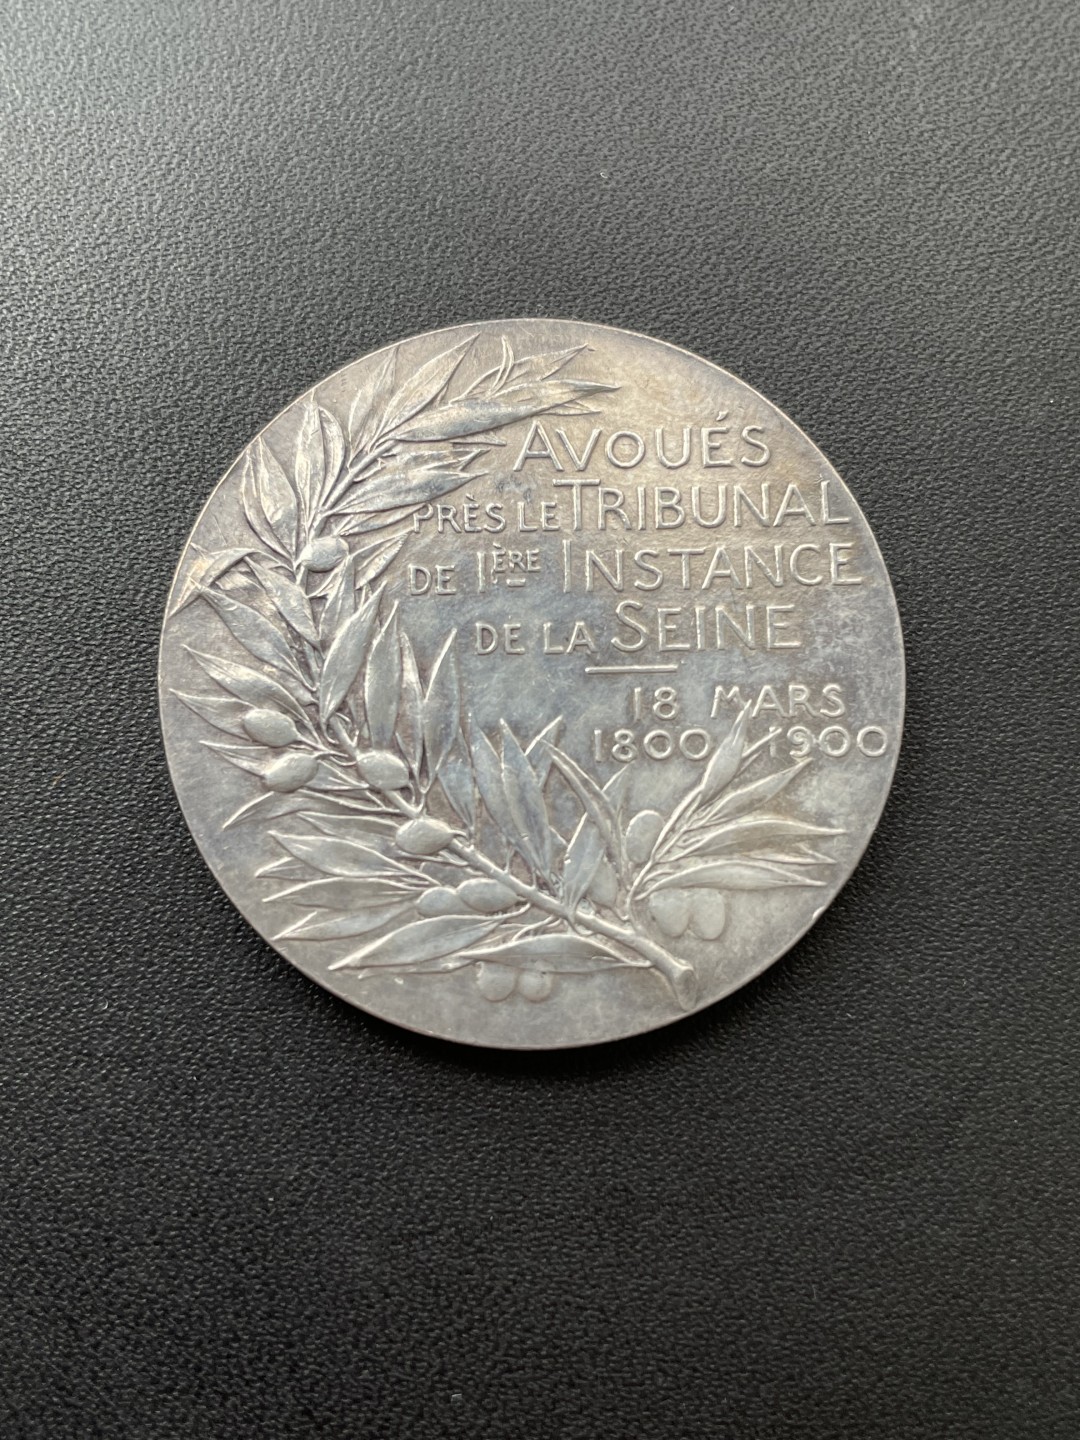 AVOUÉS
PRÈS LE TRIBUNAL
DE 1ÈRE INSTANCE
DE LA SEINE
18 MARS
1800 1900